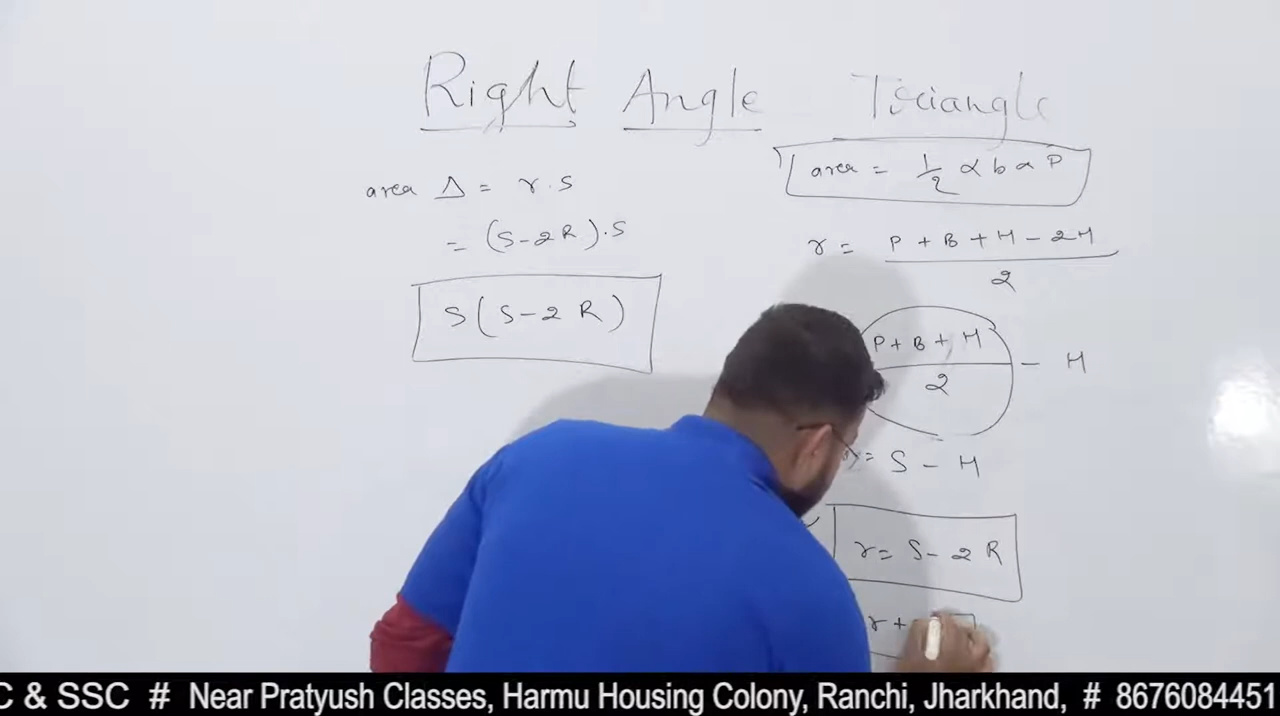 Right Angle Triangle
area Δ = r.s
= (S-2R).S
S(S-2R)
area = 1/2 × b × P
r = P + B + H - 2H / 2
P + B + H / 2 - H
= S - H
r = S - 2R
r +
C & SSC # Near Pratyush Classes, Harmu Housing Colony, Ranchi, Jharkhand, # 8676084451